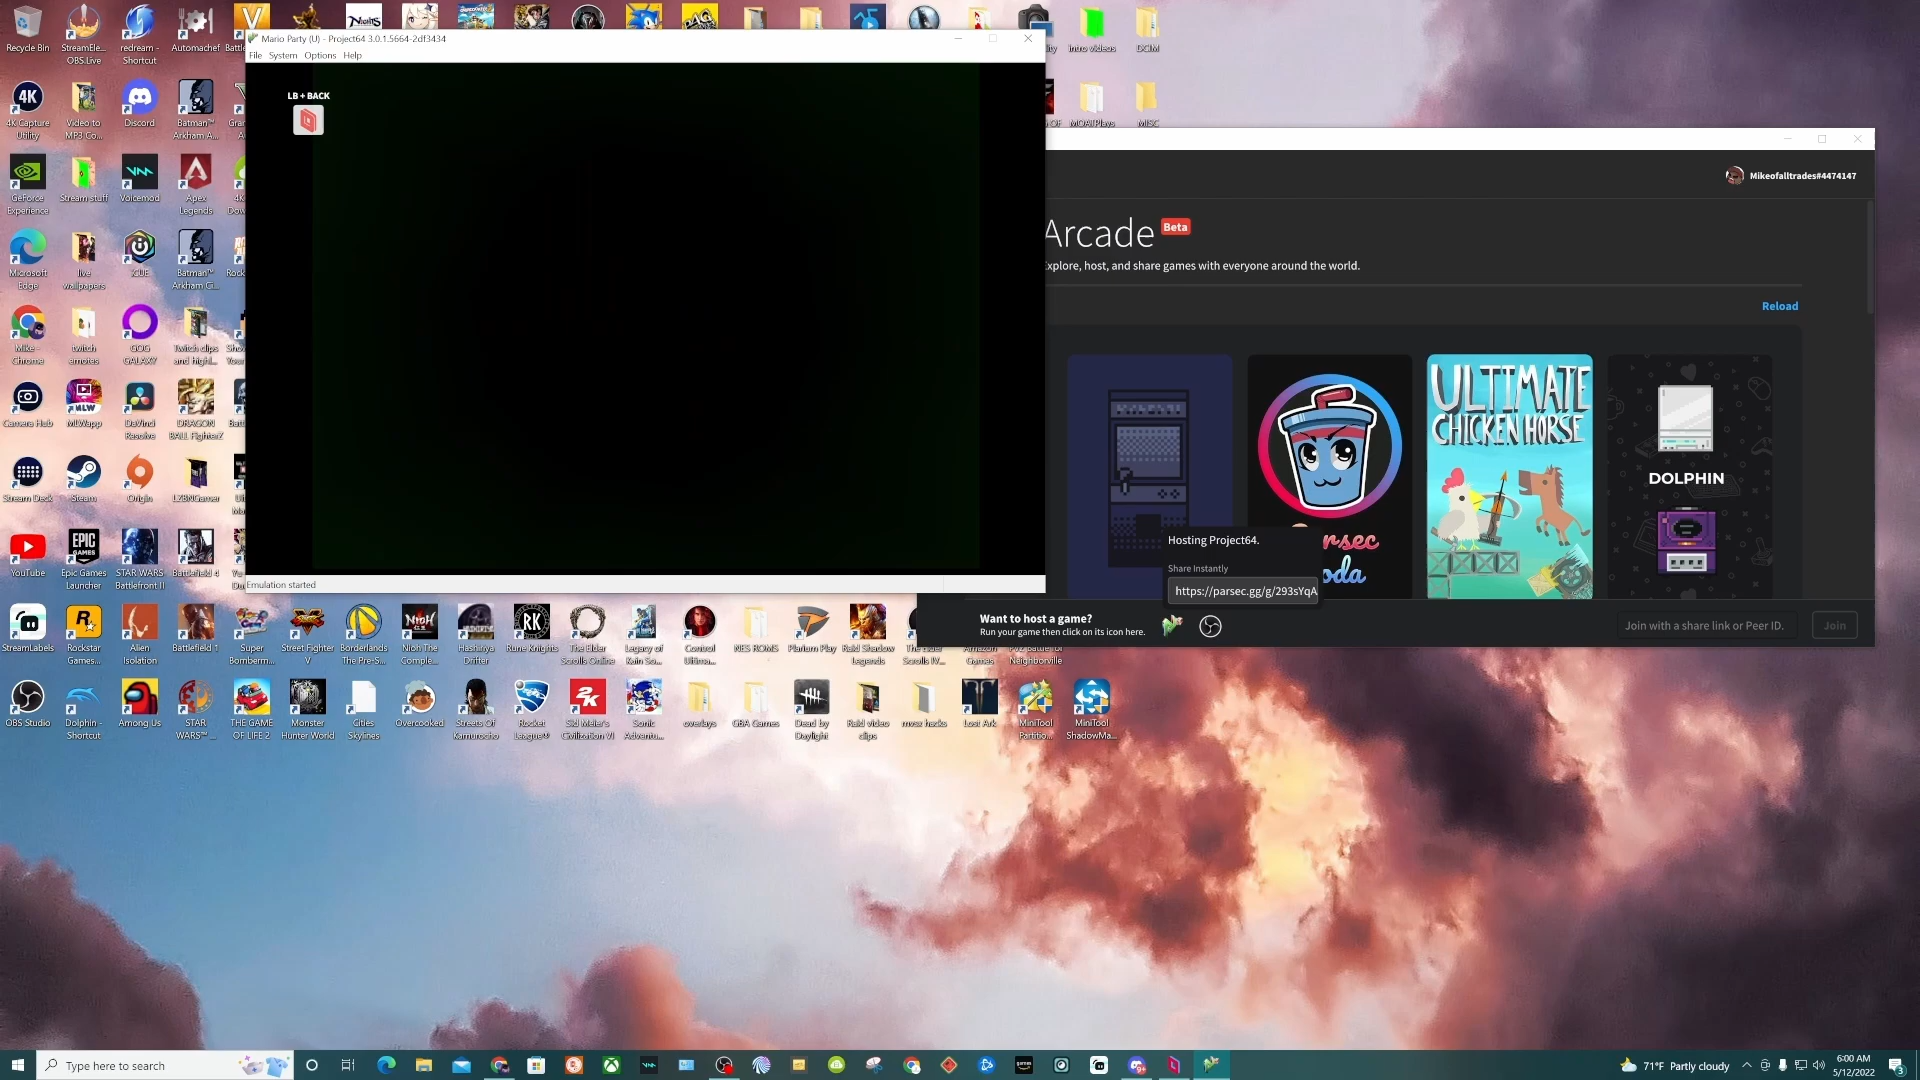 Mario Party (U) - Project64 3.0.1.5664-2df3434
File System Options Help
LB + BACK
Emulation started
Mikeofalltrades#4474147
Arcade Beta
Explore, host, and share games with everyone around the world.
Reload
ULTIMATE
CHICKEN HORSE
DOLPHIN
Hosting Project64.
Share Instantly
https://parsec.gg/g/293sYqA
Want to host a game?
Run your game then click on its icon here.
Join with a share link or Peer ID.
Join
Recycle Bin
StreamEle... OBS.Live
redream - Shortcut
Automachef
Intro videos
DCIM
4K Capture Utility
Video to MP3 Co...
Discord
Batman™ Arkham A...
MOATPlays
MISC
GeForce Experience
Stream stuff
Voicemod
Apex Legends
Microsoft Edge
live wallpapers
iCUE
Batman™ Arkham Ci...
Mike - Chrome
twitch emotes
GOG GALAXY
Twitch clips and highl...
Camera Hub
MLWapp
DaVinci Resolve
DRAGON BALL FighterZ
Stream Deck
Steam
Origin
LZBNGamer
YouTube
Epic Games Launcher
STAR WARS Battlefront II
Battlefield 4
StreamLabels
Rockstar Games...
Alien Isolation
Battlefield 1
Super Bomberm...
Street Fighter V
Borderlands The Pre-S...
Nioh The Comple...
Hashiriya Drifter
Rune Knights
The Elder Scrolls Online
Legacy of Kain So...
Control Ultima...
NES ROMS
Plarium Play
Raid Shadow Legends
The Elder Scrolls IV...
Amazon Games
PvZ Battle for Neighborville
OBS Studio
Dolphin - Shortcut
Among Us
STAR WARS™ ...
THE GAME OF LIFE 2
Monster Hunter World
Cities Skylines
Overcooked
Streets Of Kamurocho
Rocket League®
Sid Meier's Civilization VI
Sonic Adventu...
overlays
GBA Games
Dead by Daylight
Raid video clips
mvsx hacks
Lost Ark
MiniTool Partitio...
MiniTool ShadowMa...
Type here to search
71°F Partly cloudy
6:00 AM
5/12/2022